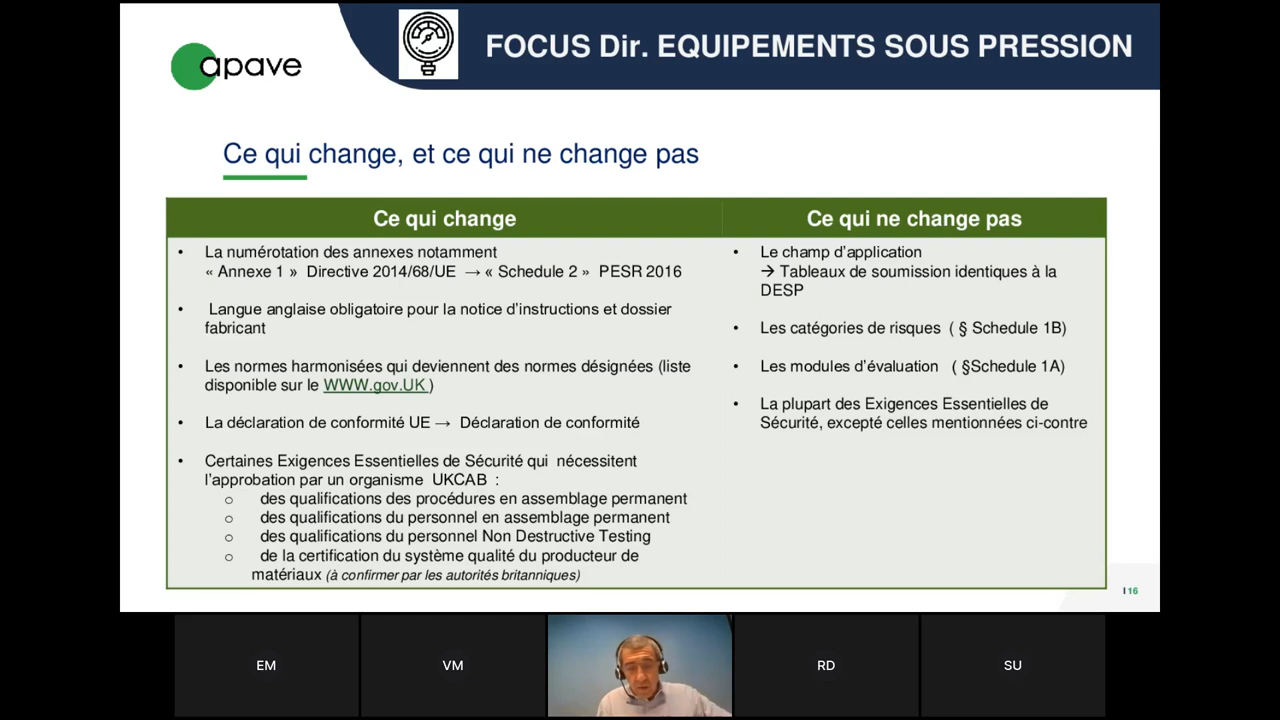 apave
FOCUS Dir. EQUIPEMENTS SOUS PRESSION
Ce qui change, et ce qui ne change pas
Ce qui change
• La numérotation des annexes notamment
« Annexe 1 » Directive 2014/68/UE → « Schedule 2 » PESR 2016
• Langue anglaise obligatoire pour la notice d’instructions et dossier
fabricant
• Les normes harmonisées qui deviennent des normes désignées (liste
disponible sur le WWW.gov.UK )
• La déclaration de conformité UE → Déclaration de conformité
• Certaines Exigences Essentielles de Sécurité qui nécessitent
l’approbation par un organisme UKCAB :
o des qualifications des procédures en assemblage permanent
o des qualifications du personnel en assemblage permanent
o des qualifications du personnel Non Destructive Testing
o de la certification du système qualité du producteur de
matériaux (à confirmer par les autorités britanniques)
Ce qui ne change pas
• Le champ d’application
→ Tableaux de soumission identiques à la
DESP
• Les catégories de risques ( § Schedule 1B)
• Les modules d’évaluation ( §Schedule 1A)
• La plupart des Exigences Essentielles de
Sécurité, excepté celles mentionnées ci-contre
I 16
EM
VM
RD
SU